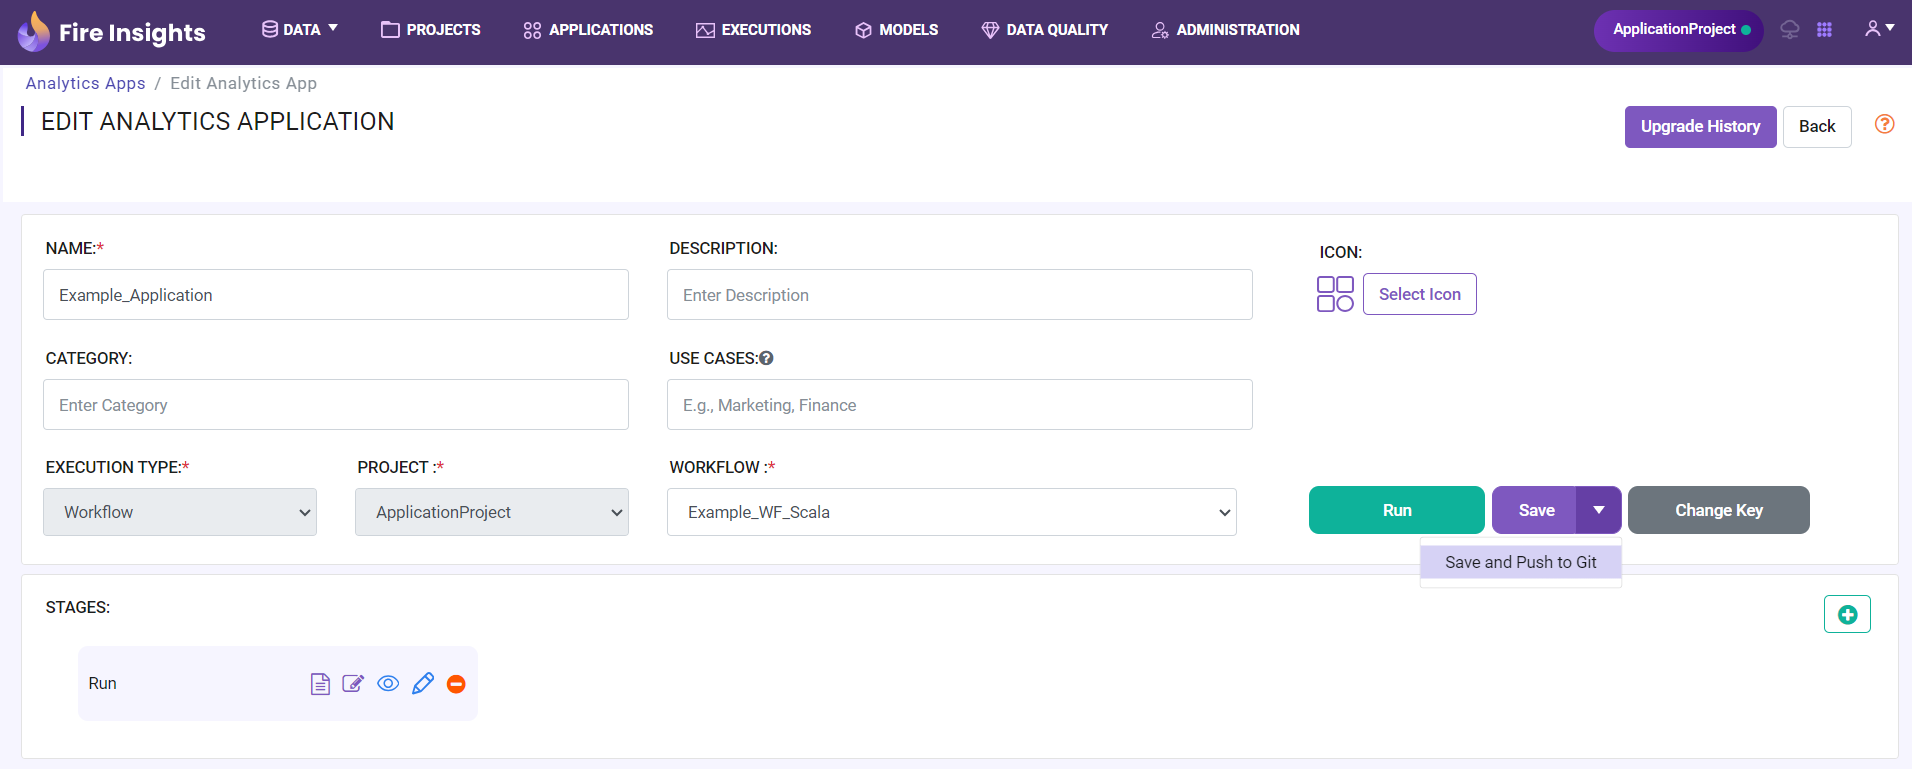 Fire Insights DATA PROJECTS APPLICATIONS EXECUTIONS MODELS DATA QUALITY ADMINISTRATION ApplicationProject
Analytics Apps / Edit Analytics App
EDIT ANALYTICS APPLICATION
Upgrade History Back ?
NAME:* DESCRIPTION: ICON:
Example_Application Enter Description Select Icon
CATEGORY: USE CASES:?
Enter Category E.g., Marketing, Finance
EXECUTION TYPE:* PROJECT :* WORKFLOW :*
Workflow ApplicationProject Example_WF_Scala Run Save Change Key
Save and Push to Git
STAGES:
Run